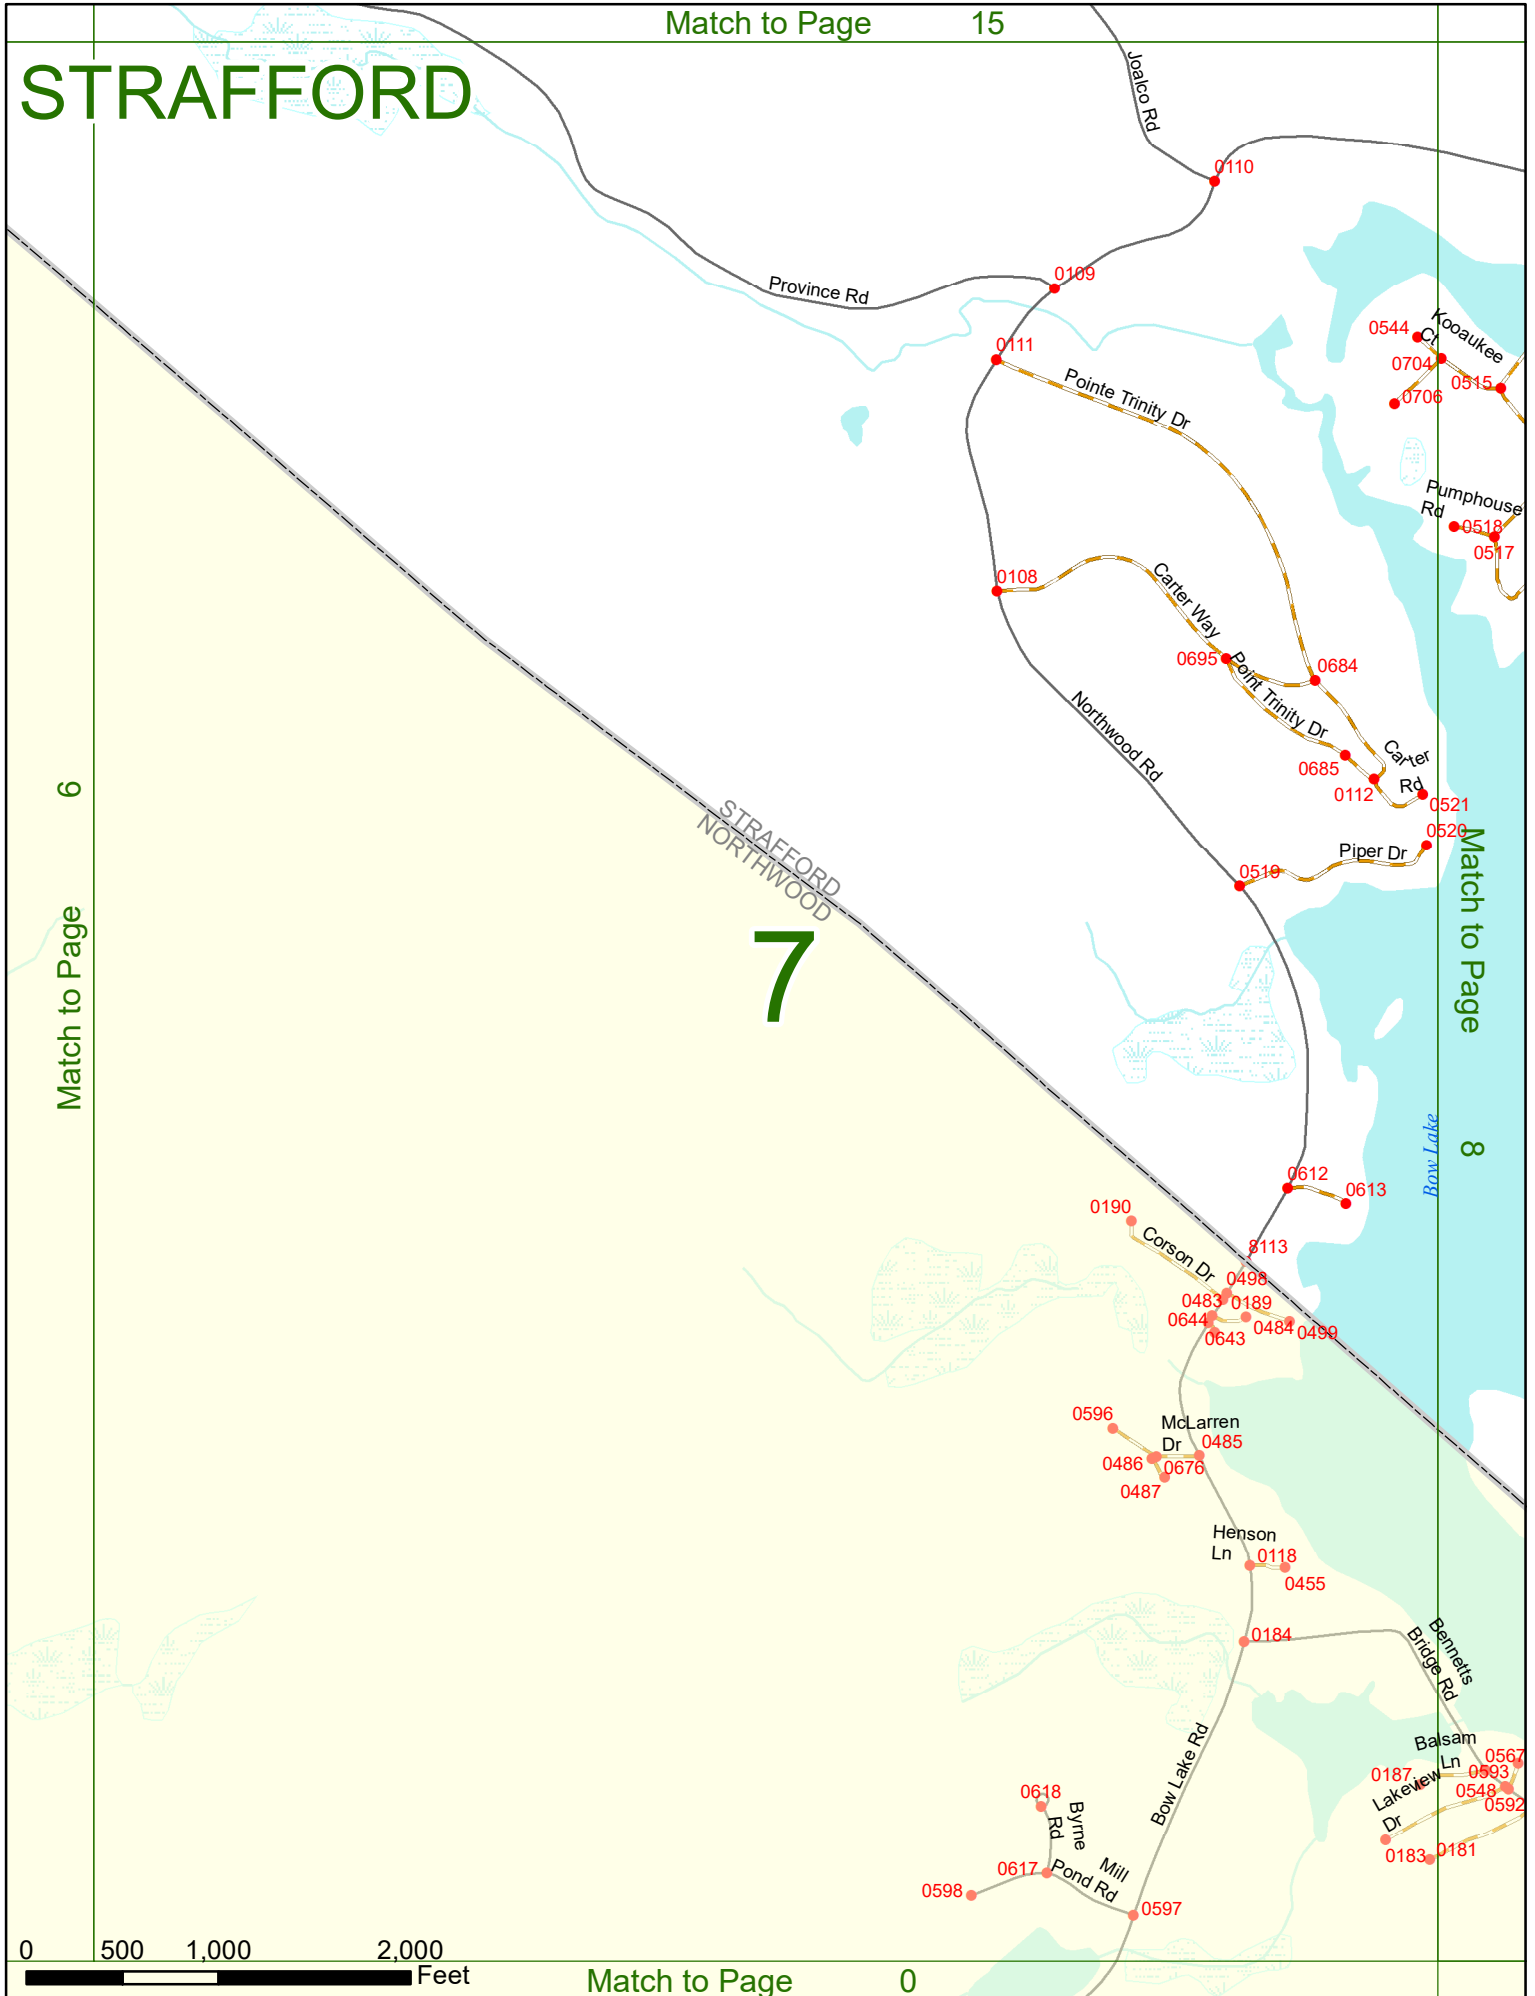 Match to Page 15
STRAFFORD
Joalco Rd
0110
0109
Province Rd
0111
Pointe Trinity Dr
0544
Kooaukee
Ct
0704
0515
0706
Pumphouse
Rd
0518
0517
0108
Carter Way
0695
Point Trinity Dr
0684
Northwood Rd
0685
Carter
Rd
0112
0521
0520
Piper Dr
0519
6
Match to Page
STRAFFORD
NORTHWOOD
7
Match to Page
8
Bow Lake
0612
0613
0190
Corson Dr
8113
0498
0483
0189
0644
0484
0499
0643
0596
McLarren
Dr
0485
0486
0676
0487
Henson
Ln
0118
0455
0184
Bennetts
Bridge Rd
Bow Lake Rd
Balsam
Ln
0567
0187
0593
Lakeview
Dr
0548
0592
0183
0181
0618
Byrne
Rd
0617
Mill
Pond Rd
0598
0597
0 500 1,000 2,000
Feet
Match to Page 0